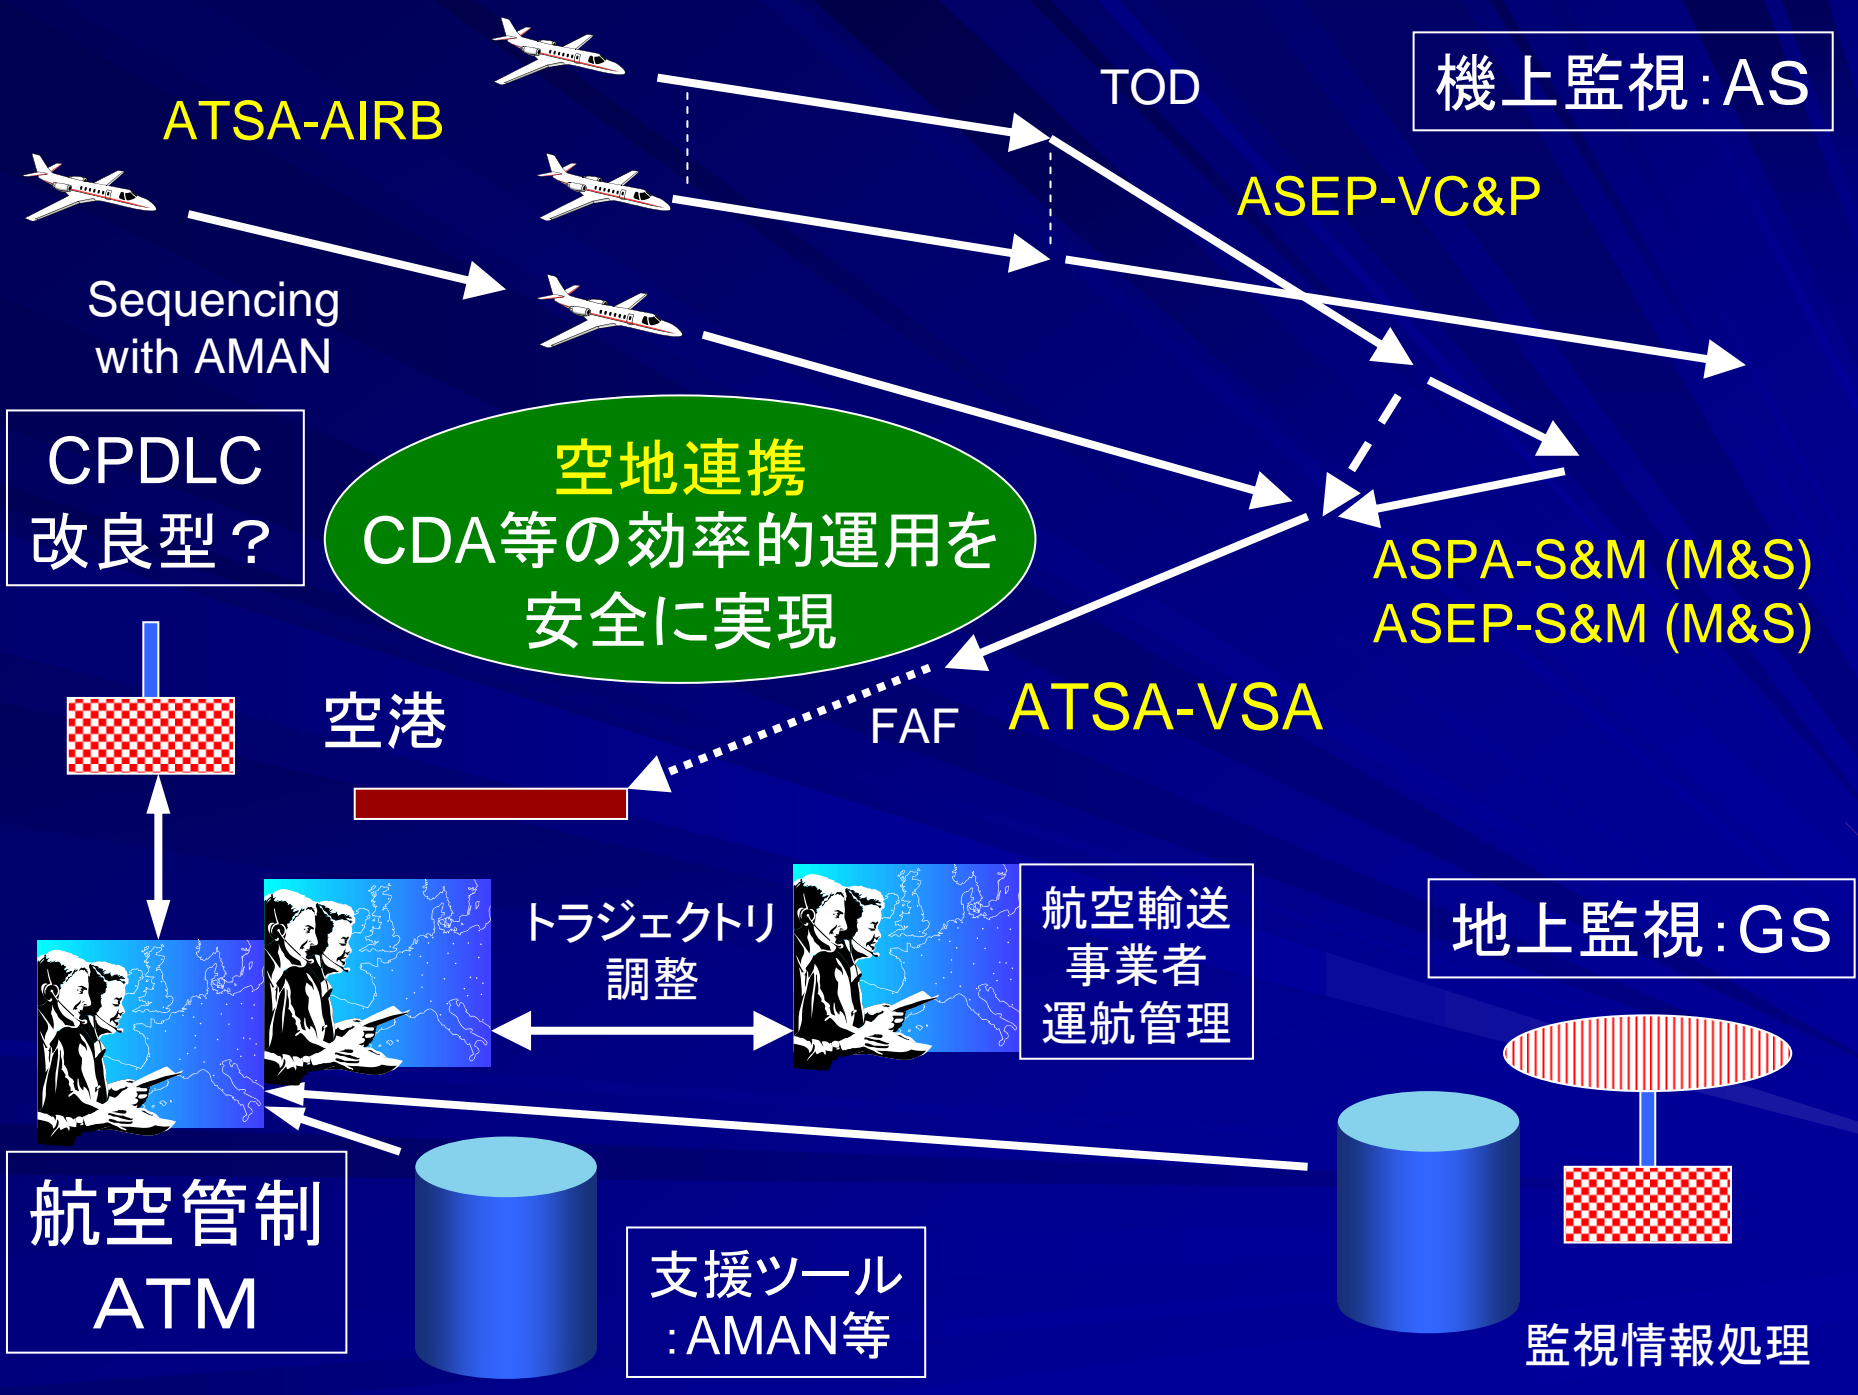 TOD
機上監視：AS
ATSA-AIRB
ASEP-VC&P
Sequencing
with AMAN
CPDLC
改良型？
空地連携
CDA等の効率的運用を
安全に実現
ASPA-S&M (M&S)
ASEP-S&M (M&S)
空港
FAF
ATSA-VSA
トラジェクトリ
調整
航空輸送
事業者
運航管理
地上監視：GS
航空管制
ATM
支援ツール
：AMAN等
監視情報処理